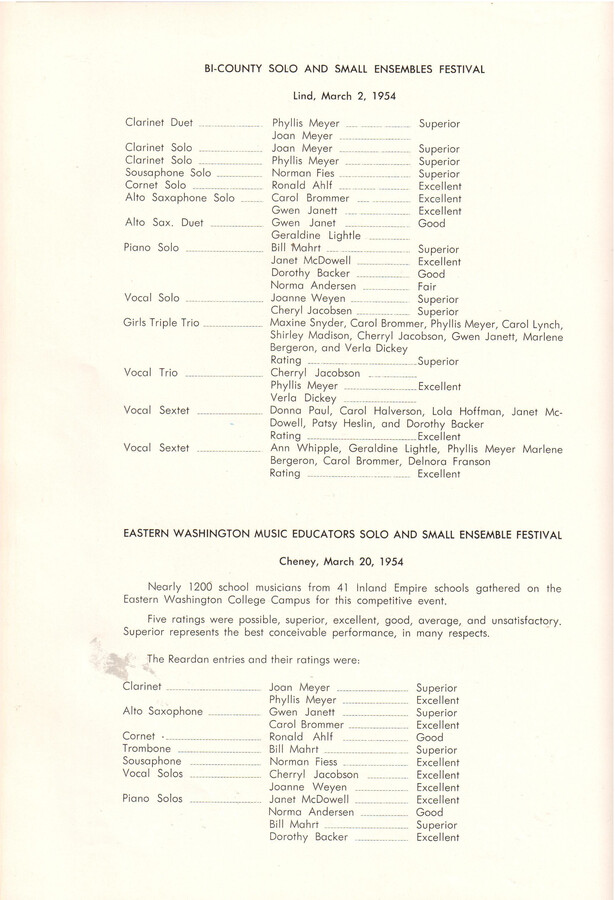 BI-COUNTY SOLO AND SMALL ENSEMBLES FESTIVAL
Lind, March 2, 1954
Clarinet Duet Phyllis Meyer Superior
Joan Meyer
Clarinet Solo Joan Meyer Superior
Clarinet Solo Phyllis Meyer Superior
Sousaphone Solo Norman Fies Superior
Cornet Solo Ronald Ahlf Excellent
Alto Saxaphone Solo Carol Brommer Excellent
Gwen Janett Excellent
Alto Sax. Duet Gwen Janet Good
Geraldine Lightle
Piano Solo Bill Mahrt Superior
Janet McDowell Excellent
Dorothy Backer Good
Norma Andersen Fair
Vocal Solo Joanne Weyen Superior
Cheryl Jacobsen Superior
Girls Triple Trio Maxine Snyder, Carol Brommer, Phyllis Meyer, Carol Lynch,
Shirley Madison, Cherryl Jacobson, Gwen Janett, Marlene
Bergeron, and Verla Dickey
Rating Superior
Vocal Trio Cherryl Jacobson
Phyllis Meyer Excellent
Verla Dickey
Vocal Sextet Donna Paul, Carol Halverson, Lola Hoffman, Janet Mc-
Dowell, Patsy Heslin, and Dorothy Backer
Rating Excellent
Vocal Sextet Ann Whipple, Geraldine Lightle, Phyllis Meyer Marlene
Bergeron, Carol Brommer, Delnora Franson
Rating Excellent
EASTERN WASHINGTON MUSIC EDUCATORS SOLO AND SMALL ENSEMBLE FESTIVAL
Cheney, March 20, 1954
Nearly 1200 school musicians from 41 Inland Empire schools gathered on the
Eastern Washington College Campus for this competitive event.
Five ratings were possible, superior, excellent, good, average, and unsatisfactory.
Superior represents the best conceivable performance, in many respects.
The Reardan entries and their ratings were:
Clarinet Joan Meyer Superior
Phyllis Meyer Excellent
Alto Saxophone Gwen Janett Superior
Carol Brommer Excellent
Cornet Ronald Ahlf Good
Trombone Bill Mahrt Superior
Sousaphone Norman Fiess Excellent
Vocal Solos Cherryl Jacobson Excellent
Joanne Weyen Excellent
Piano Solos Janet McDowell Excellent
Norma Andersen Good
Bill Mahrt Superior
Dorothy Backer Excellent